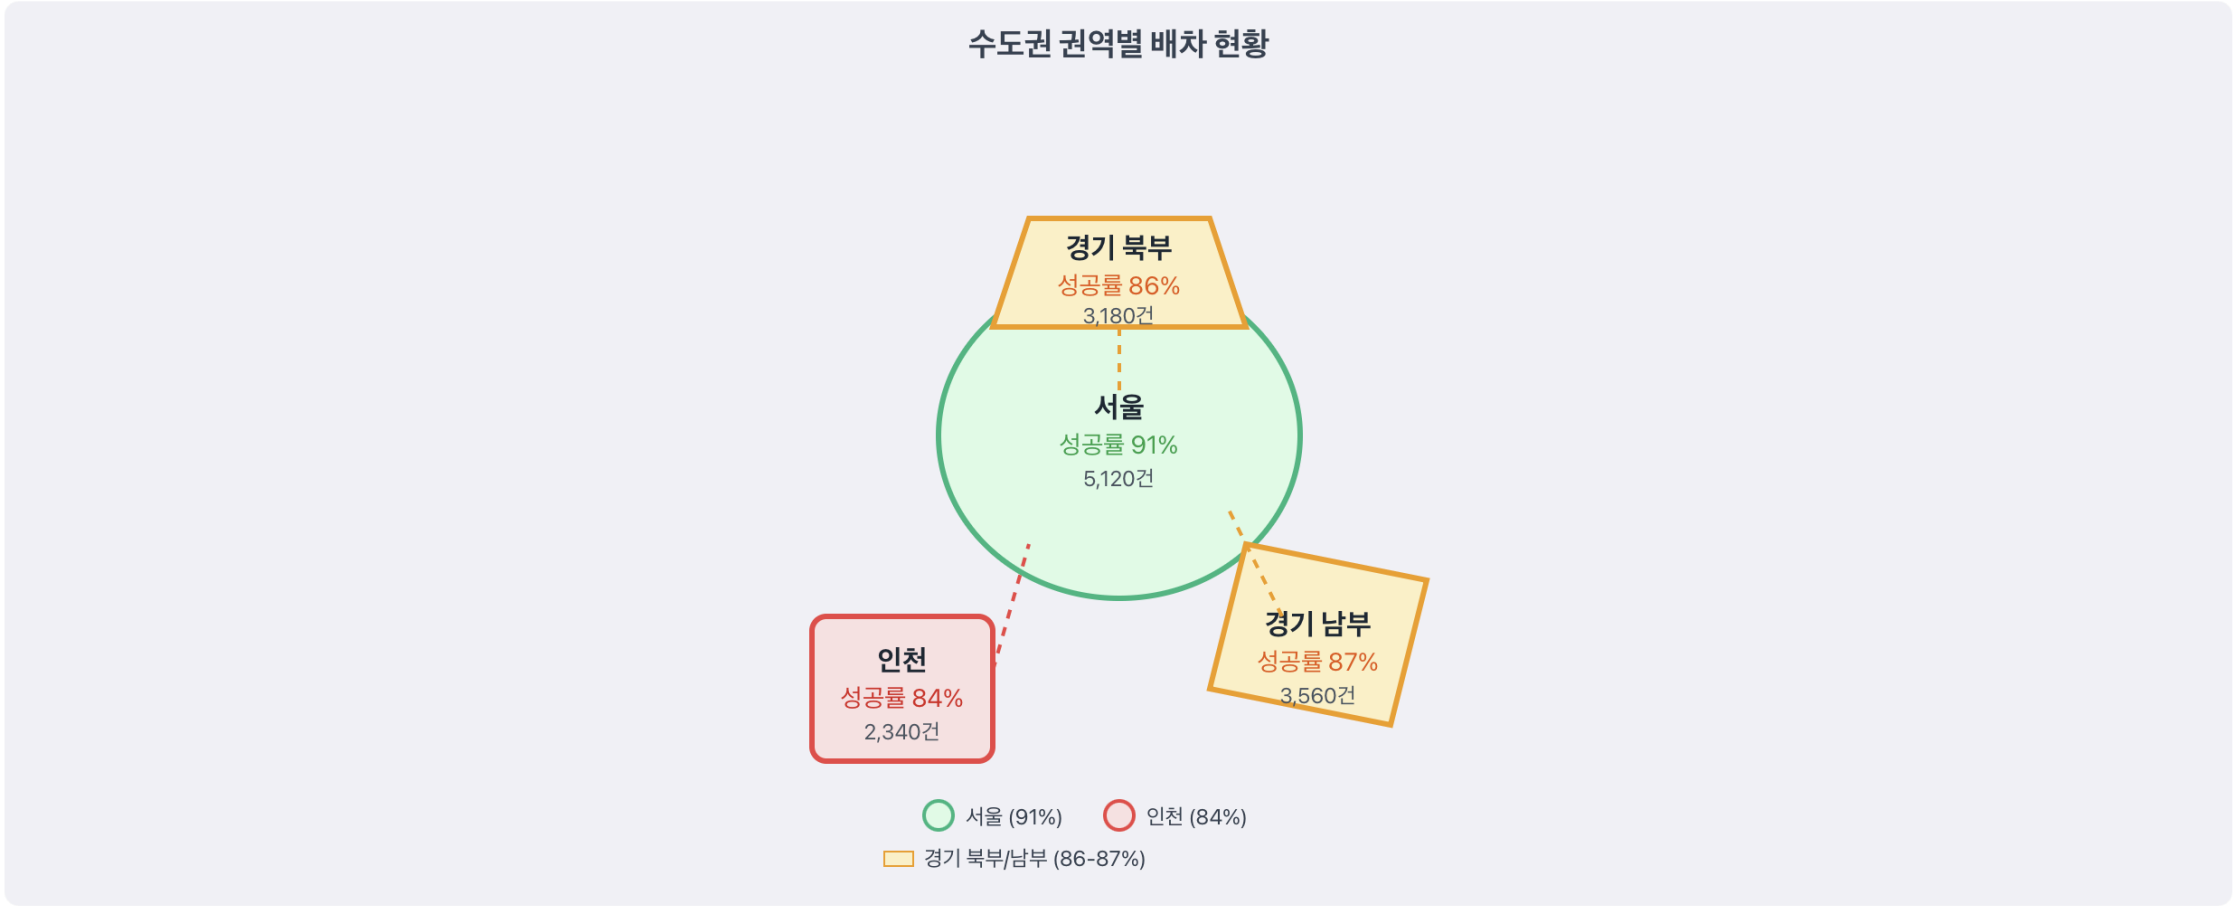 수도권 권역별 배차 현황
경기 북부
성공률 86%
3,180건
서울
성공률 91%
5,120건
경기 남부
성공률 87%
3,560건
인천
성공률 84%
2,340건
서울 (91%)
인천 (84%)
경기 북부/남부 (86-87%)